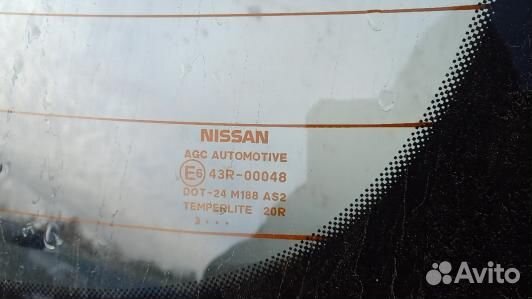 NISSAN
AGC AUTOMOTIVE
E6 43R-00048
DOT-24 M188 AS2
TEMPERLITE 20R
3•••
Avito